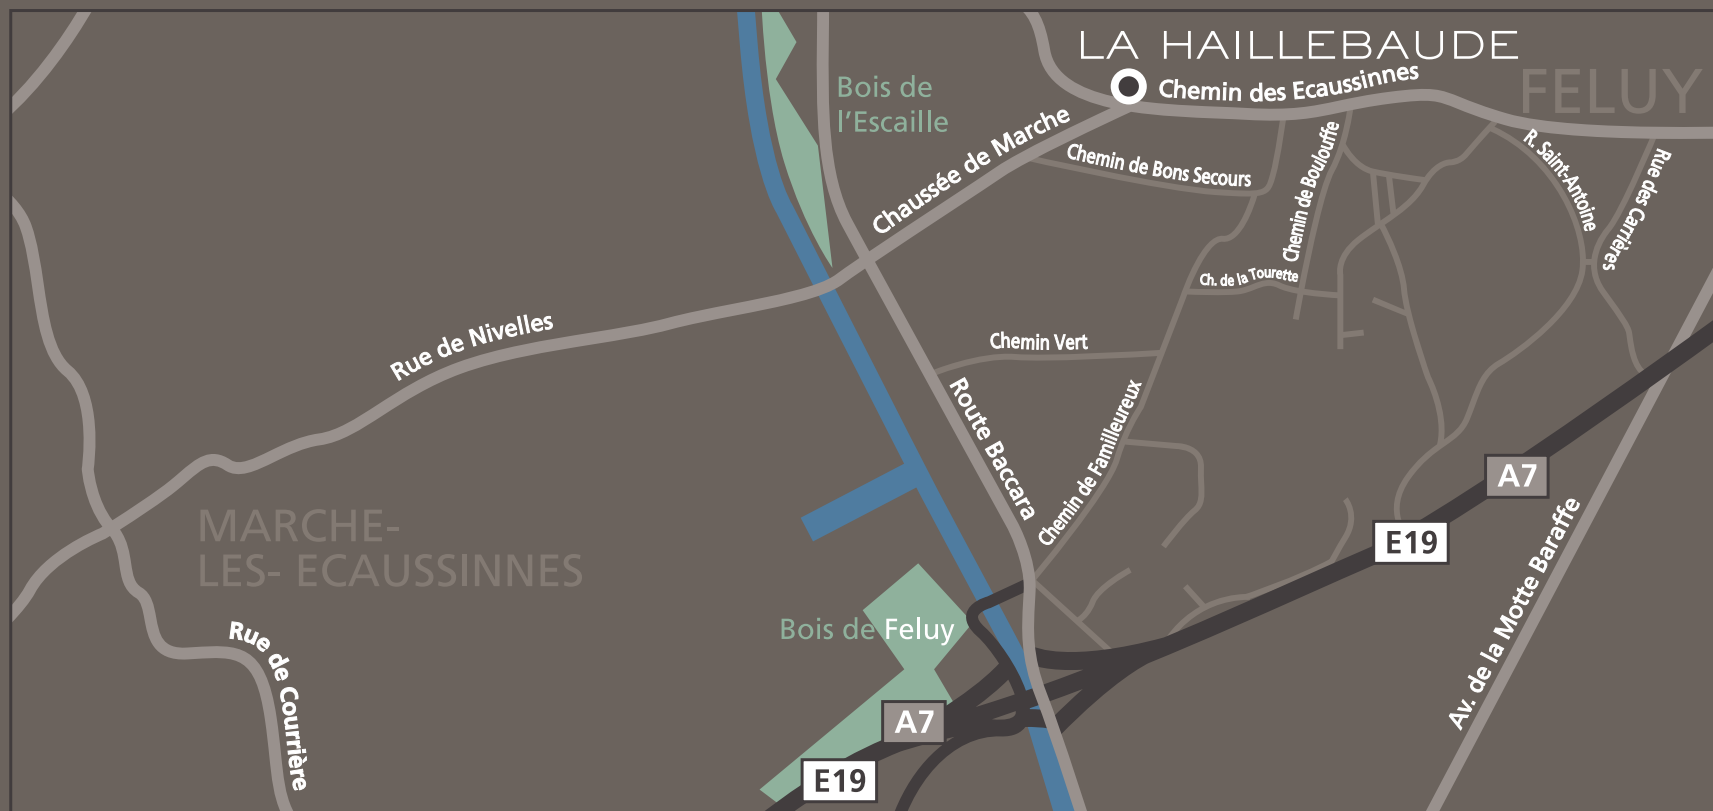 LA HAILLEBAUDE
Chemin des Ecaussinnes
FELUY
Bois de
l'Escaille
Chaussée de Marche
Chemin de Bons Secours
Chemin de Boulouffe
R. Saint-Antoine
Rue des Carrières
Ch. de la Tourette
Rue de Nivelles
Chemin Vert
Route Baccara
Chemin de Familleureux
A7
E19
MARCHE-
LES- ECAUSSINNES
Av. de la Motte Baraffe
Bois de Feluy
Rue de Courrière
A7
E19